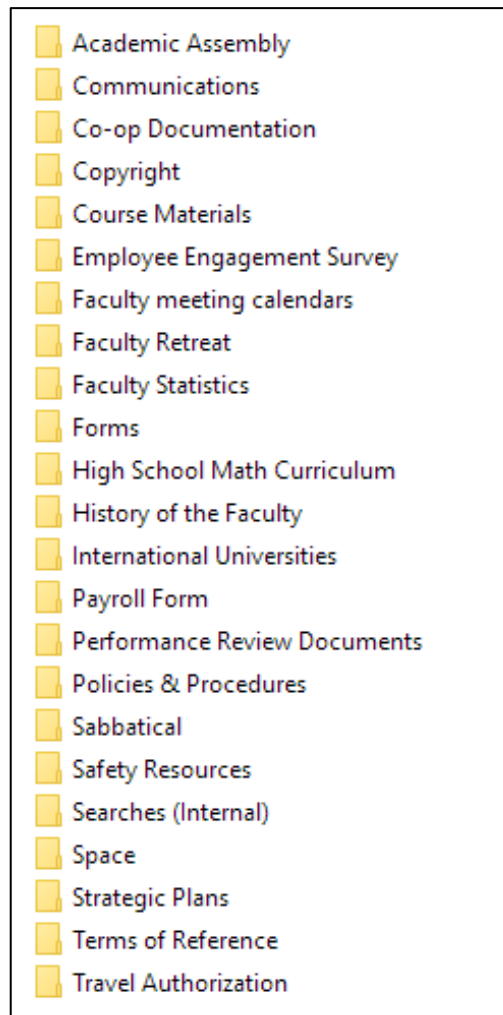 Academic Assembly
Communications
Co-op Documentation
Copyright
Course Materials
Employee Engagement Survey
Faculty meeting calendars
Faculty Retreat
Faculty Statistics
Forms
High School Math Curriculum
History of the Faculty
International Universities
Payroll Form
Performance Review Documents
Policies & Procedures
Sabbatical
Safety Resources
Searches (Internal)
Space
Strategic Plans
Terms of Reference
Travel Authorization